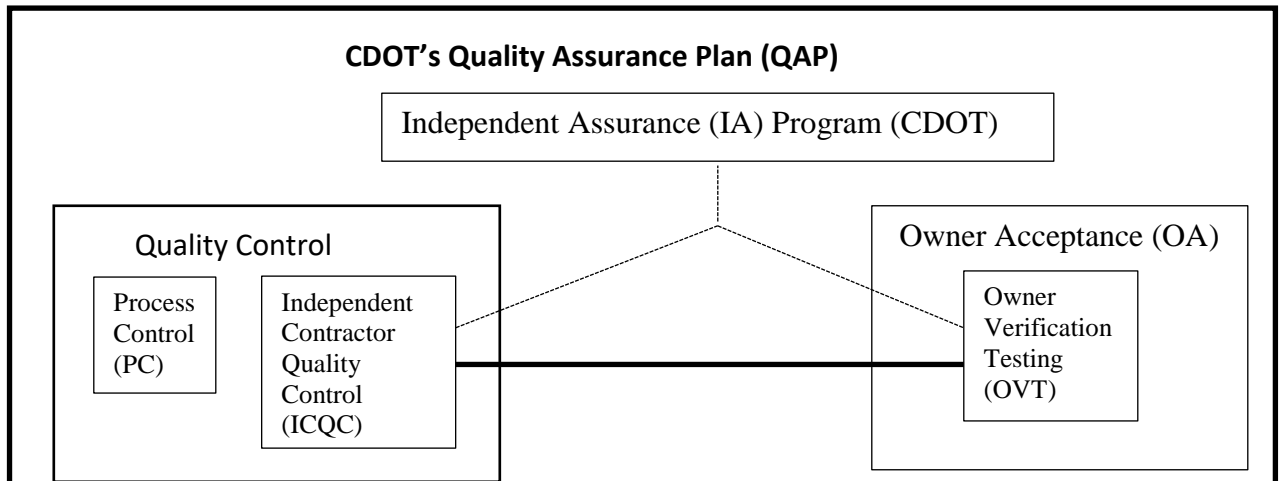 CDOT’s Quality Assurance Plan (QAP)
Independent Assurance (IA) Program (CDOT)
Quality Control
Process
Control
(PC)
Independent
Contractor
Quality
Control
(ICQC)
Owner Acceptance (OA)
Owner
Verification
Testing
(OVT)